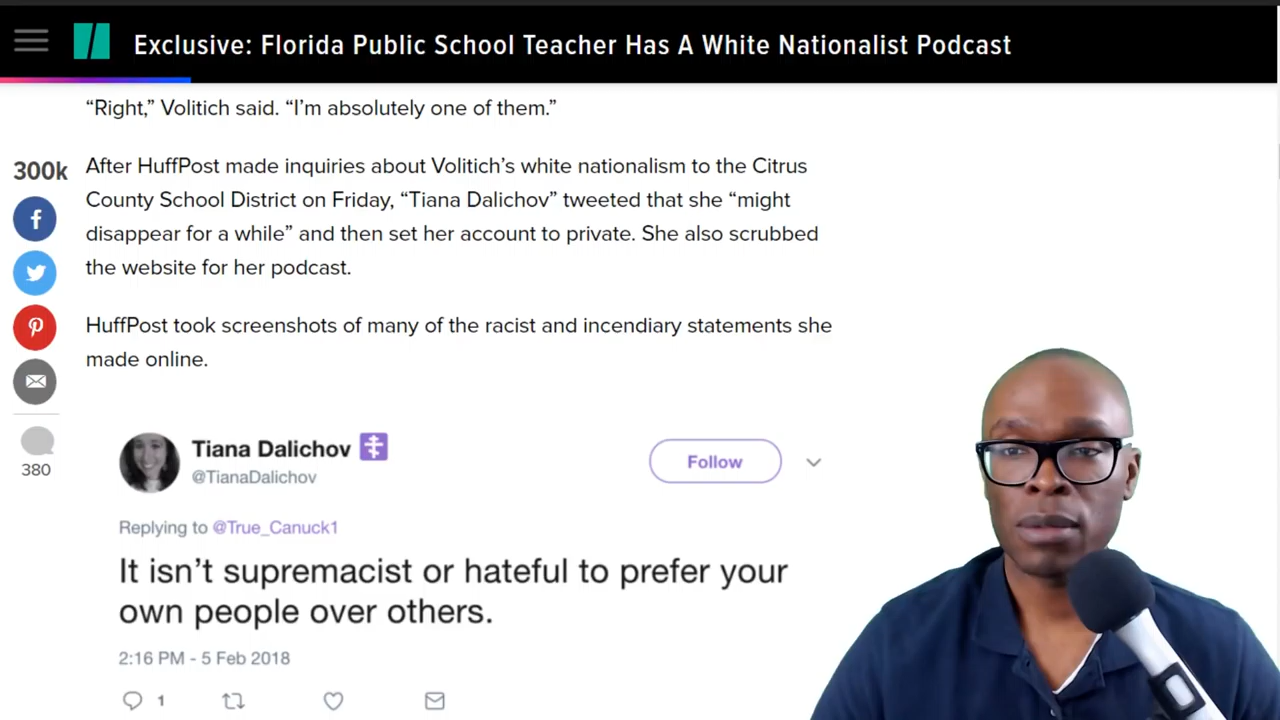 Exclusive: Florida Public School Teacher Has A White Nationalist Podcast
“Right,” Volitich said. “I’m absolutely one of them.”
300k
After HuffPost made inquiries about Volitich’s white nationalism to the Citrus
County School District on Friday, “Tiana Dalichov” tweeted that she “might
disappear for a while” and then set her account to private. She also scrubbed
the website for her podcast.
HuffPost took screenshots of many of the racist and incendiary statements she
made online.
380
Tiana Dalichov
@TianaDalichov
Follow
Replying to @True_Canuck1
It isn’t supremacist or hateful to prefer your
own people over others.
2:16 PM - 5 Feb 2018
1